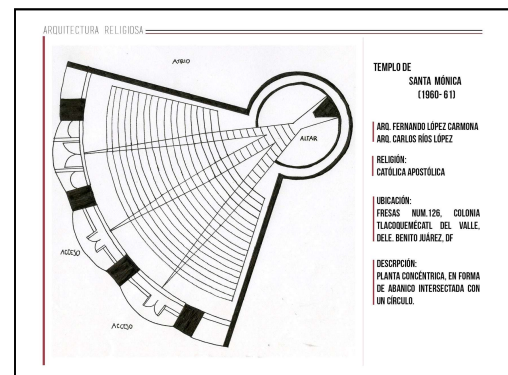 ARQUITECTURA RELIGIOSA
ATRIO
ALTAR
ACCESO
ACCESO
TEMPLO DE
SANTA MÓNICA
(1960- 61)
ARQ. FERNANDO LÓPEZ CARMONA
ARQ. CARLOS RÍOS LÓPEZ
RELIGIÓN:
CATÓLICA APOSTÓLICA
UBICACIÓN:
FRESAS NUM.126, COLONIA
TLACOQUEMÉCATL DEL VALLE,
DELE. BENITO JUÁREZ, DF
DESCRPCIÓN:
PLANTA CONCÉNTRICA, EN FORMA
DE ABANICO INTERSECTADA CON
UN CÍRCULO.